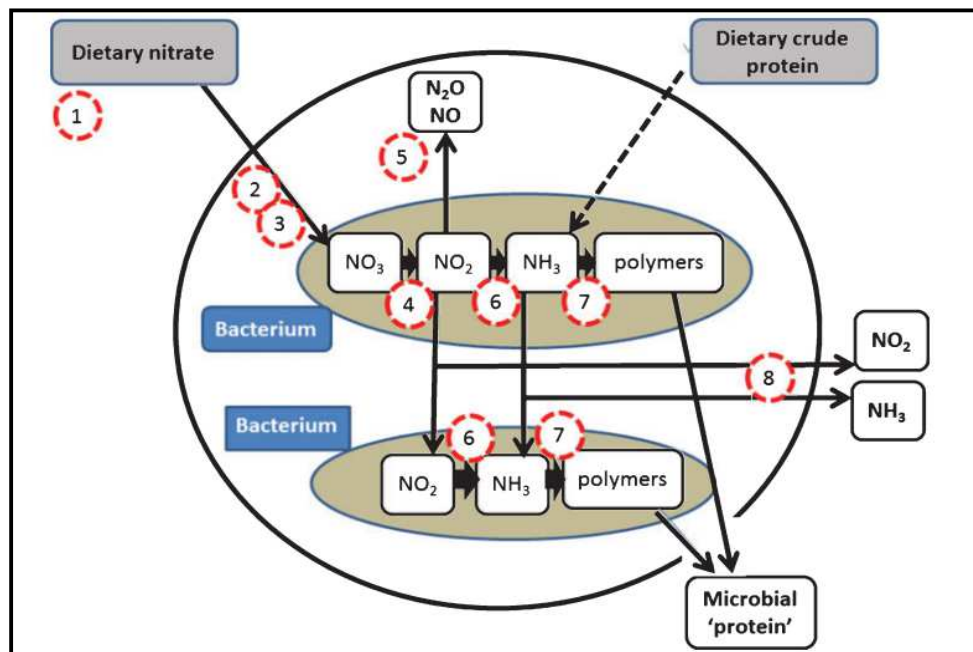 Dietary nitrate
1
Dietary crude
protein
N₂O
NO
5
2
3
NO₃
NO₂
NH₃
polymers
4
6
7
Bacterium
NO₂
8
NH₃
Bacterium
6
7
NO₂
NH₃
polymers
Microbial
‘protein’